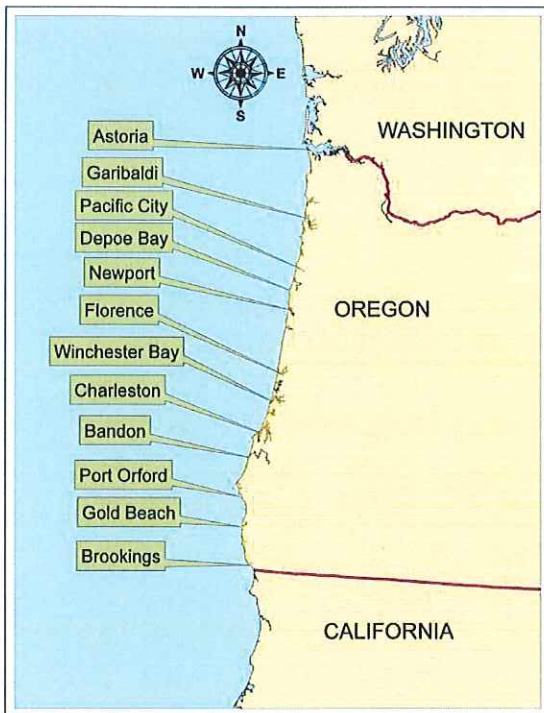 N
W E
S
WASHINGTON
Astoria
Garibaldi
Pacific City
Depoe Bay
Newport
Florence
OREGON
Winchester Bay
Charleston
Bandon
Port Orford
Gold Beach
Brookings
CALIFORNIA